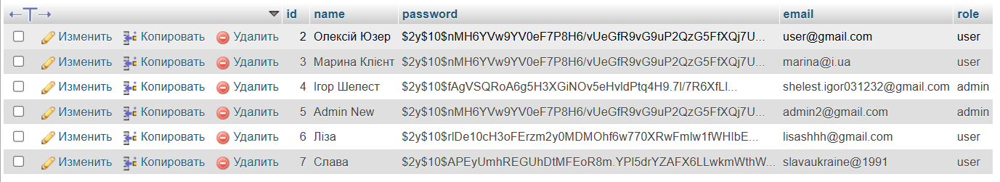 id name password email role
Изменить Копировать Удалить 2 Олексій Юзер $2y$10$nMH6YVw9YV0eF7P8H6/vUeGfR9vG9uP2QzG5FfXQj7U... user@gmail.com user
Изменить Копировать Удалить 3 Марина Клієнт $2y$10$nMH6YVw9YV0eF7P8H6/vUeGfR9vG9uP2QzG5FfXQj7U... marina@i.ua user
Изменить Копировать Удалить 4 Ігор Шелест $2y$10$fAgVSQRoA6g5H3XGiNOv5eHvldPtq4H9.7l/7R6XfLl... shelest.igor031232@gmail.com admin
Изменить Копировать Удалить 5 Admin New $2y$10$nMH6YVw9YV0eF7P8H6/vUeGfR9vG9uP2QzG5FfXQj7U... admin2@gmail.com admin
Изменить Копировать Удалить 6 Ліза $2y$10$rlDe10cH3oFErzm2y0MDMOhf6w770XRwFmlw1fWHlbE... lisashhh@gmail.com user
Изменить Копировать Удалить 7 Слава $2y$10$APEyUmhREGUhDtMFEoR8m.YPl5drYZAFX6LLwkmWthW... slavaukraine@1991 user